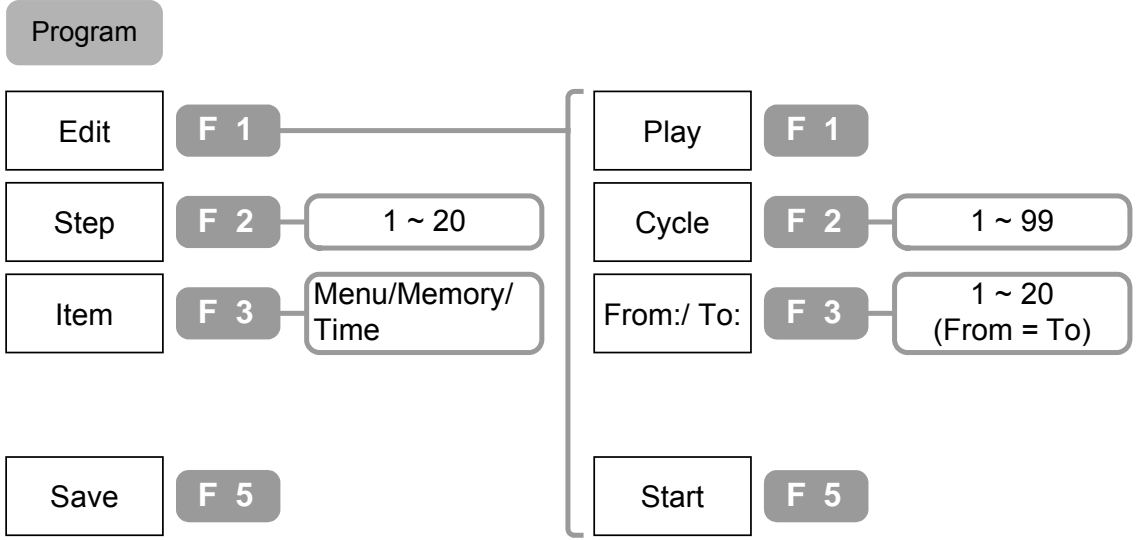 Program
Edit F 1
Play F 1
Step F 2 1 ~ 20
Cycle F 2 1 ~ 99
Item F 3 Menu/Memory/
Time
From:/ To: F 3 1 ~ 20
(From = To)
Save F 5
Start F 5